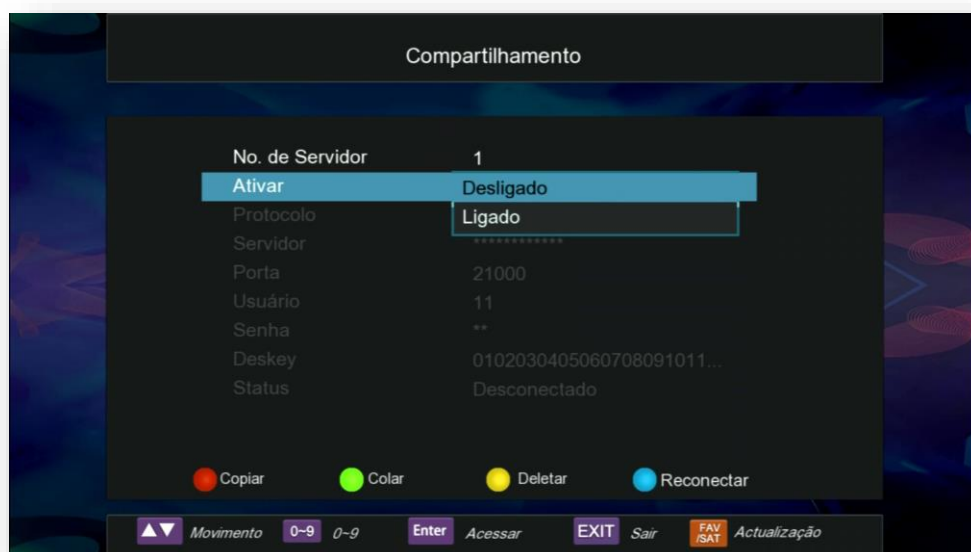 Compartilhamento
No. de Servidor 1
Ativar Desligado
Protocolo Ligado
Servidor ************
Porta 21000
Usuário 11
Senha **
Deskey 0102030405060708091011...
Status Desconectado
Copiar Colar Deletar Reconectar
▲▼ Movimento 0~9 0~9 Enter Acessar EXIT Sair FAV /SAT Actualização